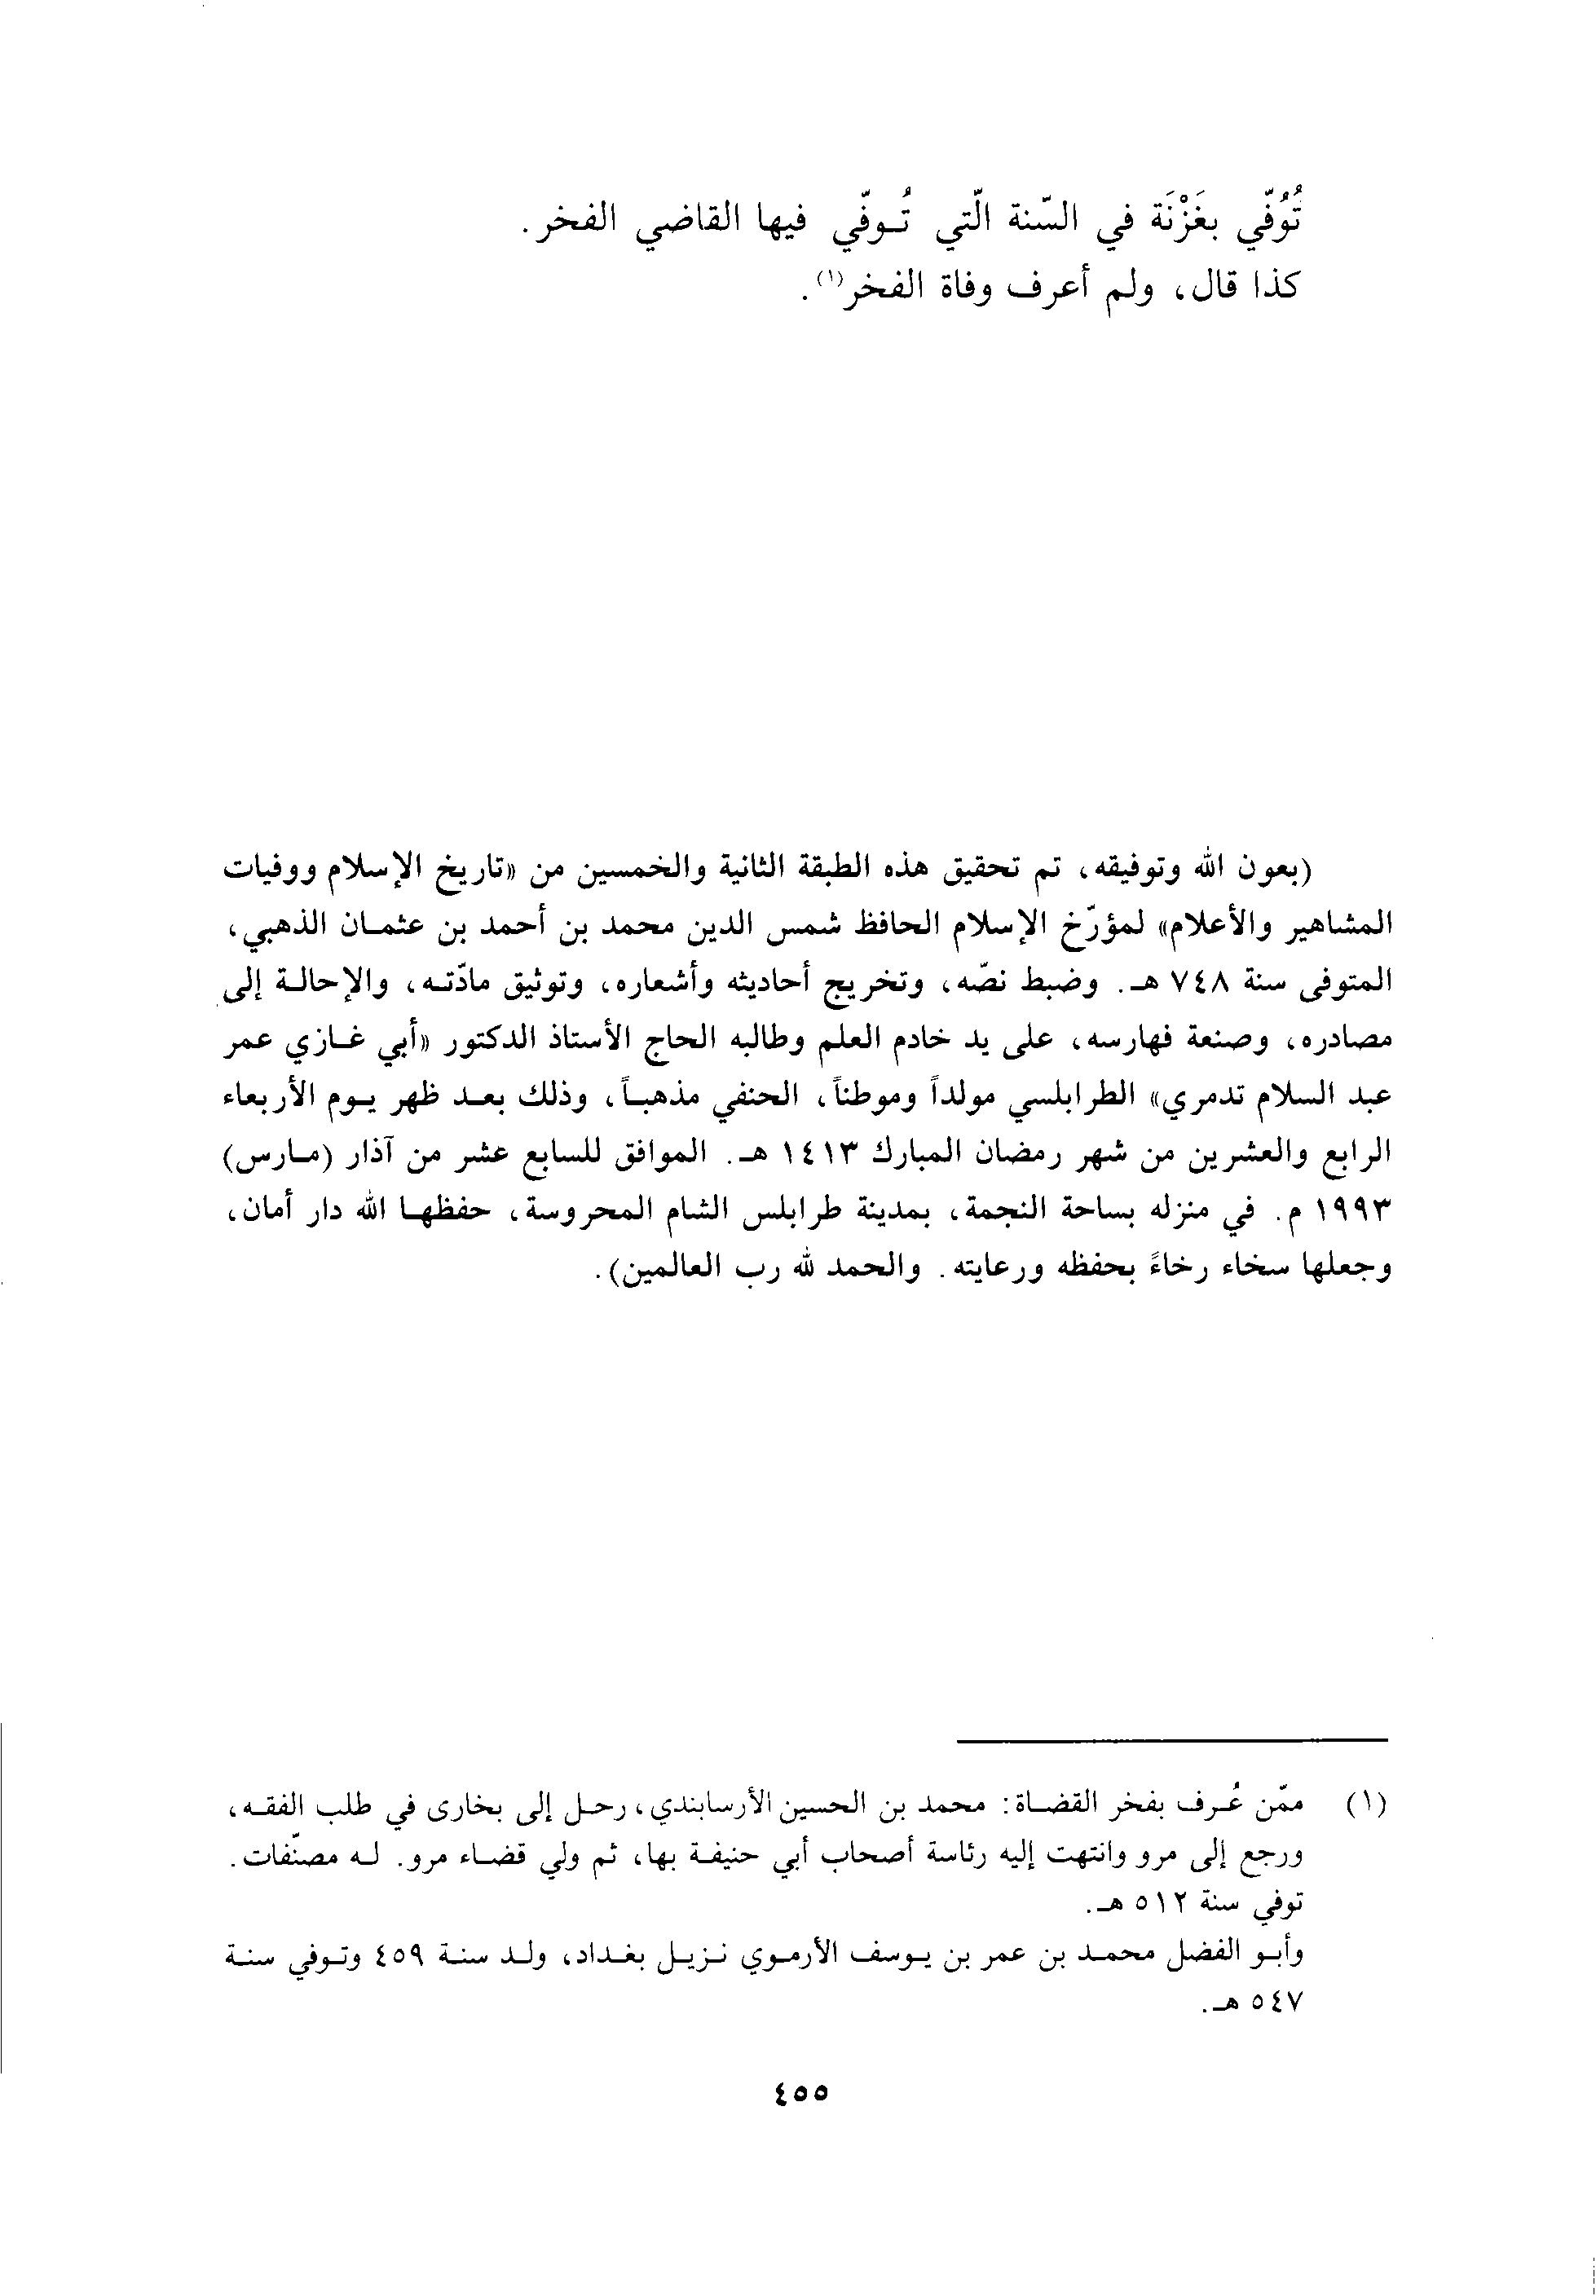 تُوُفّي بغَزْنَة في السّنة الّتي تُوفّي فيها القاضي الفخر.
كذا قال، ولم أعرف وفاة الفخر(١).
(بعون الله وتوفيقه، تم تحقيق هذه الطبقة الثانية والخمسين من «تاريخ الإسلام ووفيات
المشاهير والأعلام» لمؤرّخ الإسلام الحافظ شمس الدين محمد بن أحمد بن عثمان الذهبي،
المتوفى سنة ٧٤٨ هـ. وضبط نصّه، وتخريج أحاديثه وأشعاره، وتوثيق مادّته، والإحالة إلى
مصادره، وصنعة فهارسه، على يد خادم العلم وطالبه الحاج الأستاذ الدكتور «أبي غازي عمر
عبد السلام تدمري» الطرابلسي مولداً وموطناً، الحنفي مذهباً، وذلك بعد ظهر يوم الأربعاء
الرابع والعشرين من شهر رمضان المبارك ١٤١٣ هـ. الموافق للسابع عشر من آذار (مارس)
١٩٩٣ م. في منزله بساحة النجمة، بمدينة طرابلس الشام المحروسة، حفظها الله دار أمان،
وجعلها سخاء رخاءً بحفظه ورعايته. والحمد لله رب العالمين).
(١) ممّن عُرف بفخر القضاة: محمد بن الحسين الأرسابندي، رحل إلى بخارى في طلب الفقه،
ورجع إلى مرو وانتهت إليه رئاسة أصحاب أبي حنيفة بها، ثم ولي قضاء مرو. له مصنّفات.
توفي سنة ٥١٢ هـ.
وأبو الفضل محمد بن عمر بن يوسف الأرموي نزيل بغداد، ولد سنة ٤٥٩ وتوفي سنة
٥٤٧ هـ.
٤٥٥